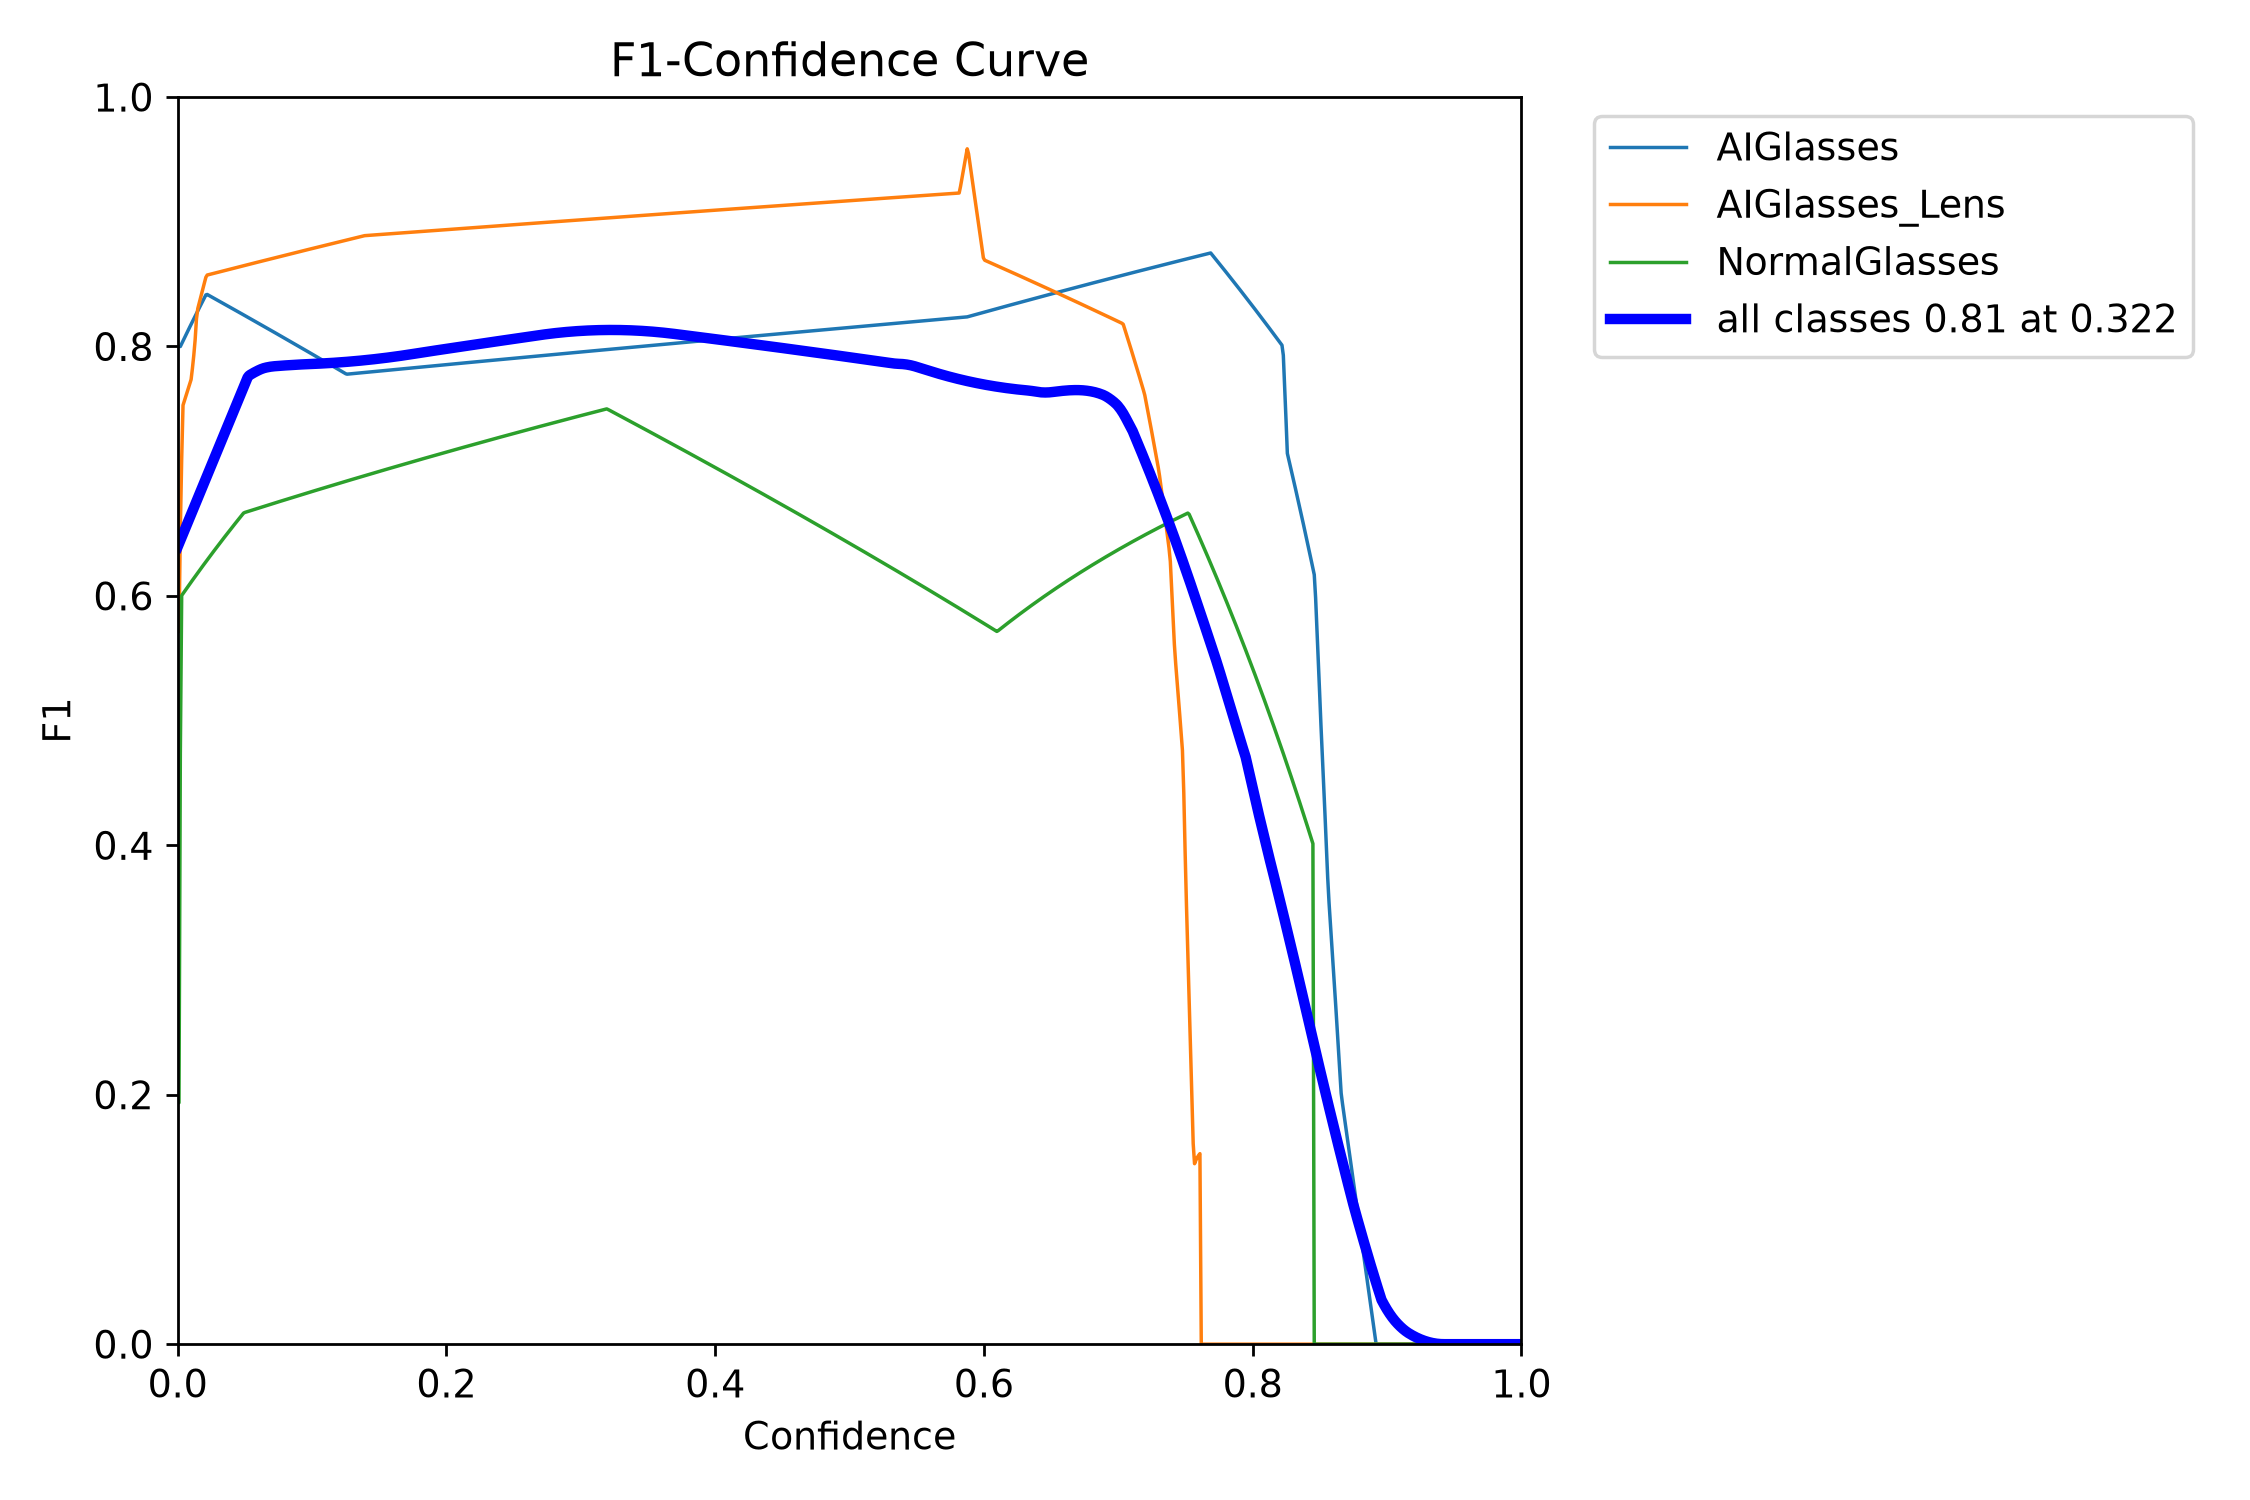 F1-Confidence Curve
1.0
0.8
0.6
0.4
0.2
0.0
F1
0.0 0.2 0.4 0.6 0.8 1.0
Confidence
AIGlasses
AIGlasses_Lens
NormalGlasses
all classes 0.81 at 0.322